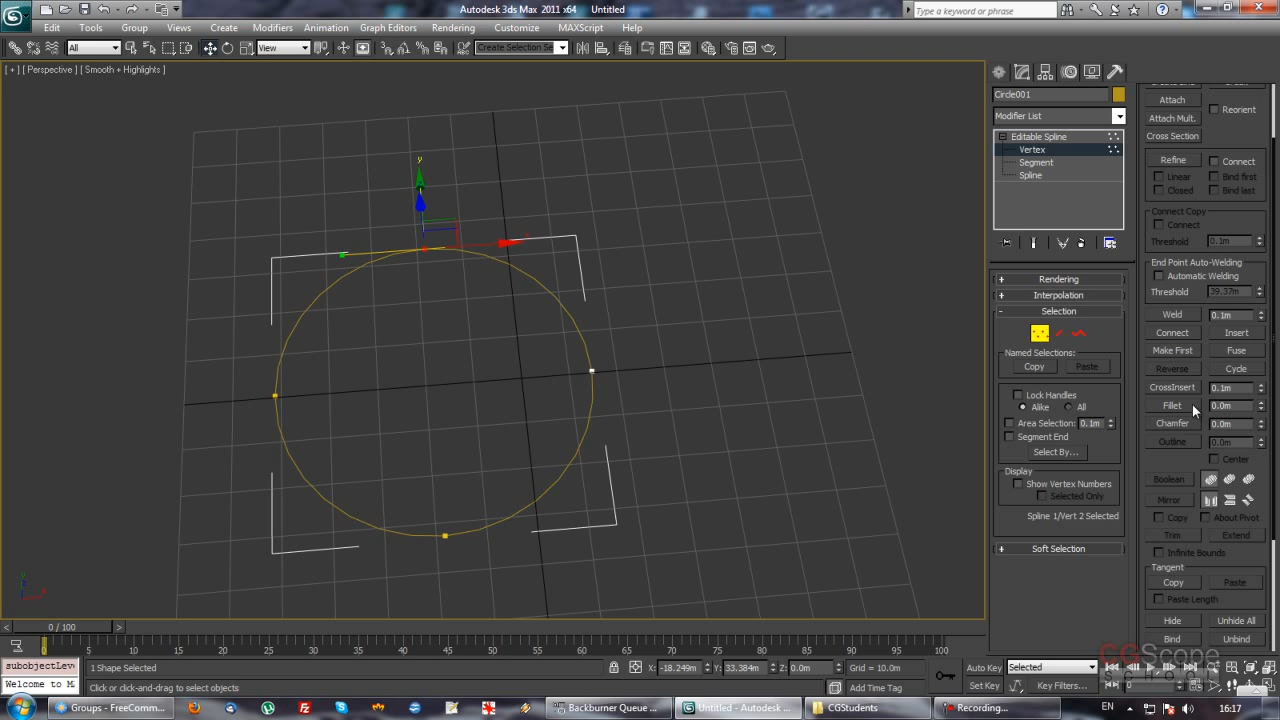 Autodesk 3ds Max 2011 x64 Untitled
Type a keyword or phrase
Edit Tools Group Views Create Modifiers Animation Graph Editors Rendering Customize MAXScript Help
All View Create Selection Se
[ + ] [ Perspective ] [ Smooth + Highlights ]
y
Circle001
Modifier List
Editable Spline
Vertex
Segment
Spline
Rendering
Interpolation
Selection
Named Selections:
Copy Paste
Lock Handles
Alike All
Area Selection: 0.1m
Segment End
Select By...
Display
Show Vertex Numbers
Selected Only
Spline 1/Vert 2 Selected
Soft Selection
Attach
Reorient
Attach Mult.
Cross Section
Refine Connect
Linear Bind first
Closed Bind last
Connect Copy
Connect
Threshold 0.1m
End Point Auto-Welding
Automatic Welding
Threshold 39.37m
Weld 0.1m
Connect Insert
Make First Fuse
Reverse Cycle
CrossInsert 0.1m
Fillet 0.0m
Chamfer 0.0m
Outline 0.0m
Center
Boolean
Mirror
Copy About Pivot
Trim Extend
Infinite Bounds
Tangent
Copy Paste
Paste Length
Hide Unhide All
Bind Unbind
CGScope
SCHOOL
0 / 100
0 5 10 15 20 25 30 35 40 45 50 55 60 65 70 75 80 85 90 95 100
subobjectLev
Welcome to M
1 Shape Selected
Click or click-and-drag to select objects
X: -18.249m Y: 33.384m Z: 0.0m Grid = 10.0m
Add Time Tag
Auto Key Selected
Set Key Key Filters... 0
Groups - FreeComm...
Backburner Queue ...
Untitled - Autodesk ...
CGStudents
Recording...
EN 16:17